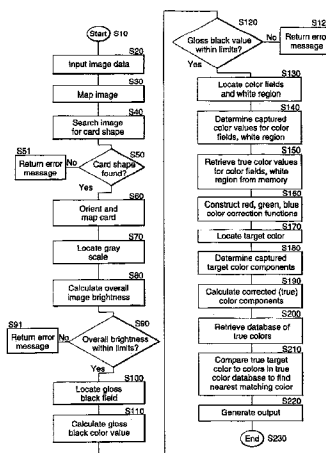 Start S10
S20
Input image data
S30
Map image
S40
Search image
for card shape
S50
Card shape
found?
S51
Return error
message
No
Yes
S60
Orient and
map card
S70
Locate gray
scale
S80
Calculate overall
image brightness
S90
Overall brightness
within limits?
S91
Return error
message
No
Yes
S100
Locate gloss
black field
S110
Calculate gloss
black color value
S120
Gloss black value
within limits?
S12
No
Return error
message
Yes
S130
Locate color fields
and white region
S140
Determine captured
color values for color
fields, white region
S150
Retrieve true color values
for color fields, white
region from memory
S160
Construct red, green, blue
color correction functions
S170
Locate target color
S180
Determine captured
target color components
S190
Calculate corrected (true)
color components
S200
Retrieve database of
true colors
S210
Compare true target
color to colors in true
color database to find
nearest matching color
S220
Generate output
End S230